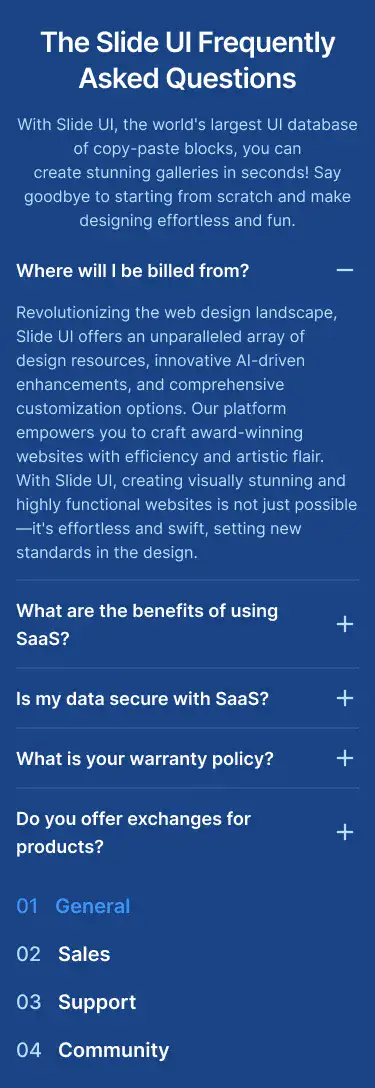 The Slide UI Frequently
Asked Questions
With Slide UI, the world's largest UI database
of copy-paste blocks, you can
create stunning galleries in seconds! Say
goodbye to starting from scratch and make
designing effortless and fun.
Where will I be billed from?
Revolutionizing the web design landscape,
Slide UI offers an unparalleled array of
design resources, innovative AI-driven
enhancements, and comprehensive
customization options. Our platform
empowers you to craft award-winning
websites with efficiency and artistic flair.
With Slide UI, creating visually stunning and
highly functional websites is not just possible
—it's effortless and swift, setting new
standards in the design.
What are the benefits of using
SaaS?
Is my data secure with SaaS?
What is your warranty policy?
Do you offer exchanges for
products?
01 General
02 Sales
03 Support
04 Community